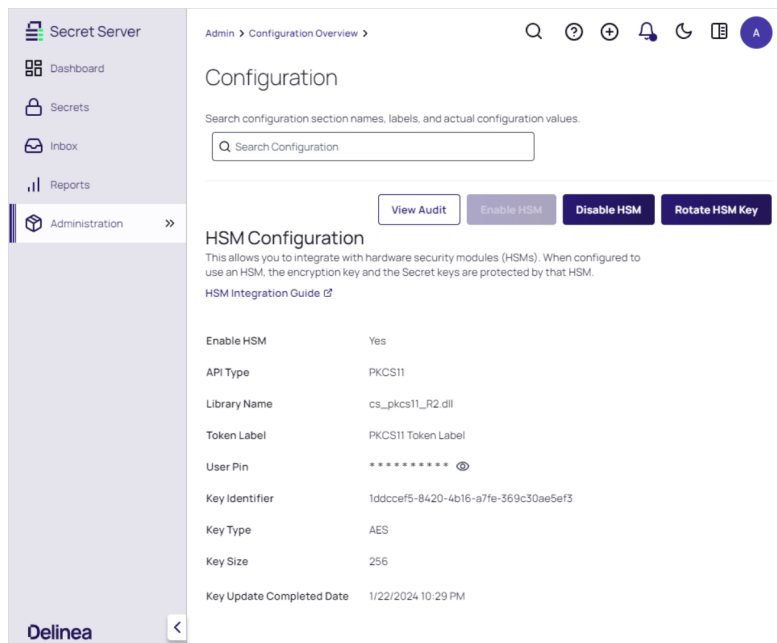 Secret Server
Dashboard
Secrets
Inbox
Reports
Administration
Delinea
Admin > Configuration Overview >
A
Configuration
Search configuration section names, labels, and actual configuration values.
Search Configuration
View Audit Enable HSM Disable HSM Rotate HSM Key
HSM Configuration
This allows you to integrate with hardware security modules (HSMs). When configured to
use an HSM, the encryption key and the Secret keys are protected by that HSM.
HSM Integration Guide
Enable HSM Yes
API Type PKCS11
Library Name cs_pkcs11_R2.dll
Token Label PKCS11 Token Label
User Pin * * * * * * * * * *
Key Identifier 1ddccef5-8420-4b16-a7fe-369c30ae5ef3
Key Type AES
Key Size 256
Key Update Completed Date 1/22/2024 10:29 PM